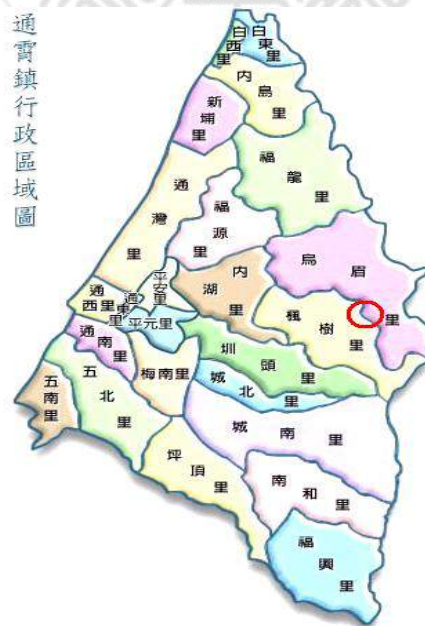 通霄鎮行政區域圖
白西里
白東里
內島里
新埔里
福龍里
通灣里
福源里
烏眉里
內湖里
平安里
楓樹里
通西里
通東里
平元里
通南里
圳頭里
五南里
五北里
梅南里
城北里
城南里
坪頂里
南和里
福興里